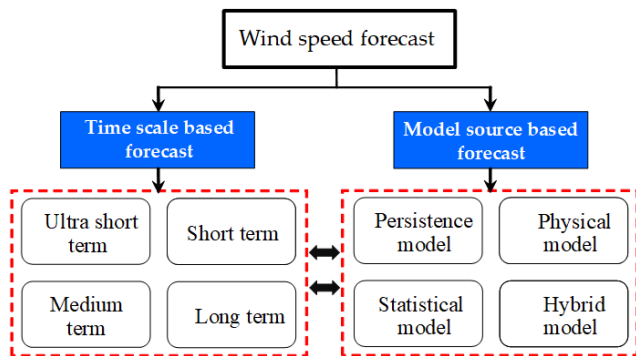 Wind speed forecast
Time scale based
forecast
Model source based
forecast
Ultra short
term
Short term
Medium
term
Long term
Persistence
model
Physical
model
Statistical
model
Hybrid
model